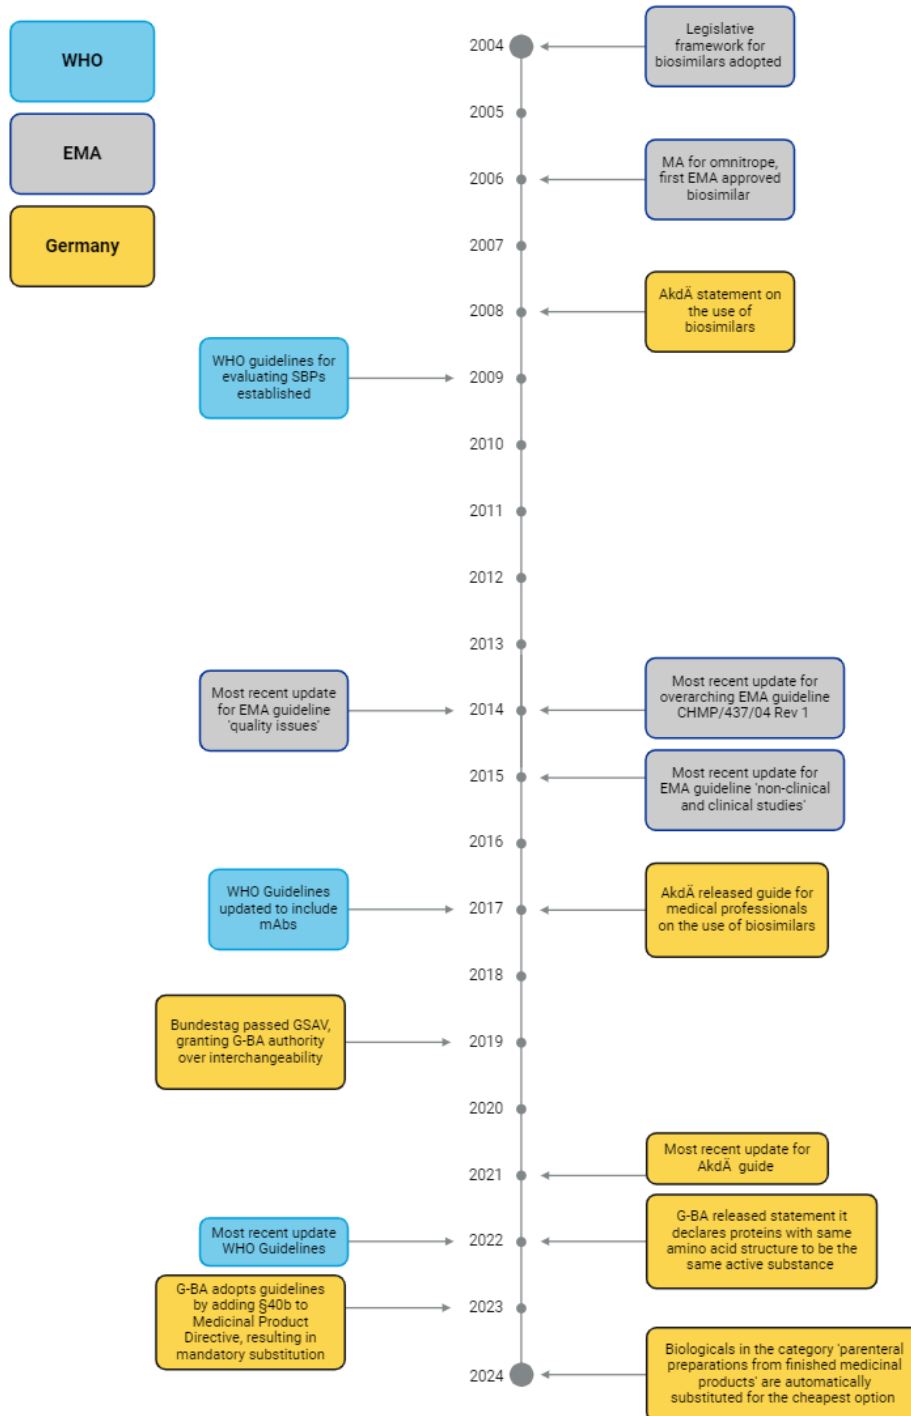 WHO
EMA
Germany
2004
Legislative
framework for
biosimilars adopted
2005
2006
MA for omnitrope,
first EMA approved
biosimilar
2007
2008
AkdÄ statement on
the use of
biosimilars
WHO guidelines for
evaluating SBPs
established
2009
2010
2011
2012
2013
Most recent update
for EMA guideline
'quality issues'
2014
Most recent update for
overarching EMA guideline
CHMP/437/04 Rev 1
2015
Most recent update for
EMA guideline 'non-clinical
and clinical studies'
2016
WHO Guidelines
updated to include
mAbs
2017
AkdÄ released guide for
medical professionals
on the use of biosimilars
2018
Bundestag passed GSAV,
granting G-BA authority
over interchangeability
2019
2020
2021
Most recent update for
AkdÄ guide
Most recent update
WHO Guidelines
2022
G-BA released statement it
declares proteins with same
amino acid structure to be the
same active substance
G-BA adopts guidelines
by adding §40b to
Medicinal Product
Directive, resulting in
mandatory substitution
2023
2024
Biologicals in the category 'parenteral
preparations from finished medicinal
products' are automatically
substituted for the cheapest option